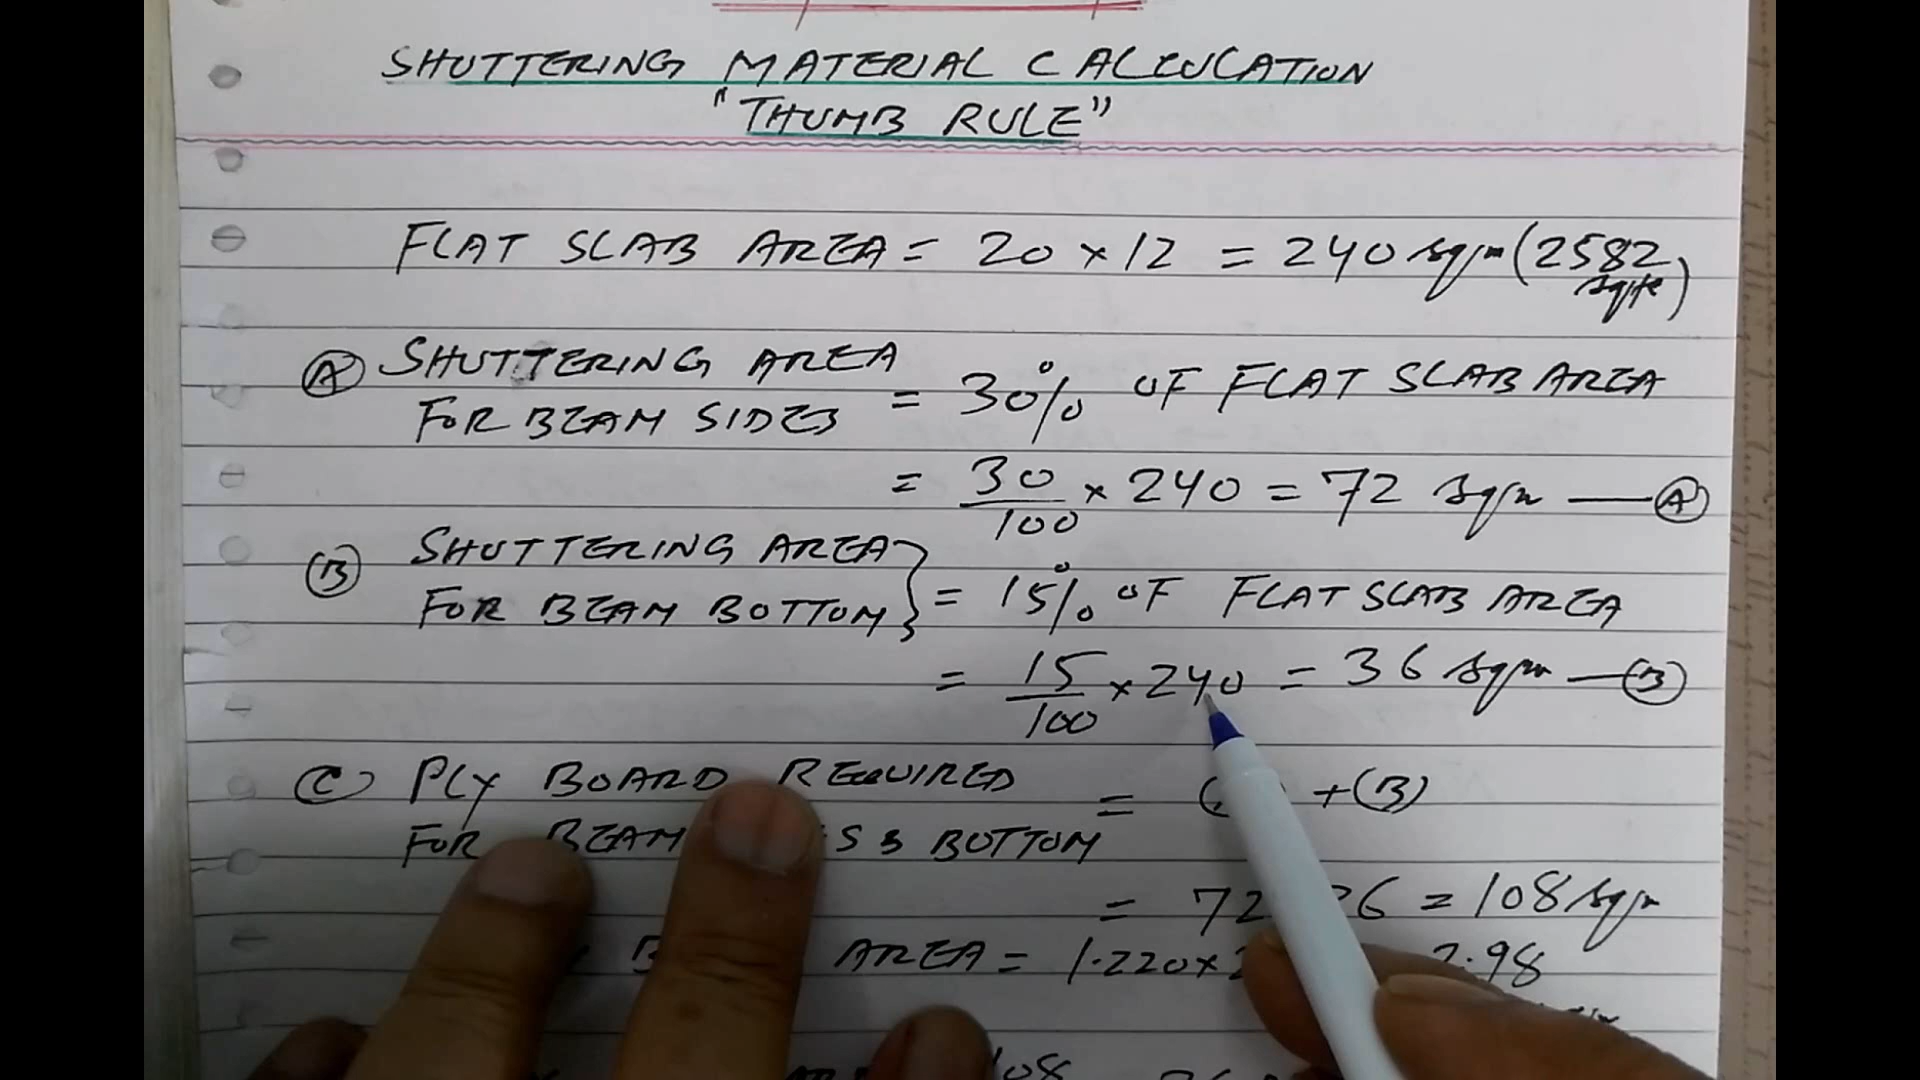 SHUTTERING MATERIAL CALCULATION
"THUMB RULE"
FLAT SLAB AREA = 20 × 12 = 240 sqm (2582 sqft)
(A) SHUTTERING AREA FOR BEAM SIDES = 30% OF FLAT SLAB AREA
= 30/100 × 240 = 72 sqm — (A)
(B) SHUTTERING AREA FOR BEAM BOTTOM } = 15% OF FLAT SLAB AREA
= 15/100 × 240 = 36 sqm — (B)
(C) PLY BOARD REQUIRED = + (B)
FOR BEAM & BOTTOM
= 72 = 108 sqm
AREA = 1.220 × 2.98
108